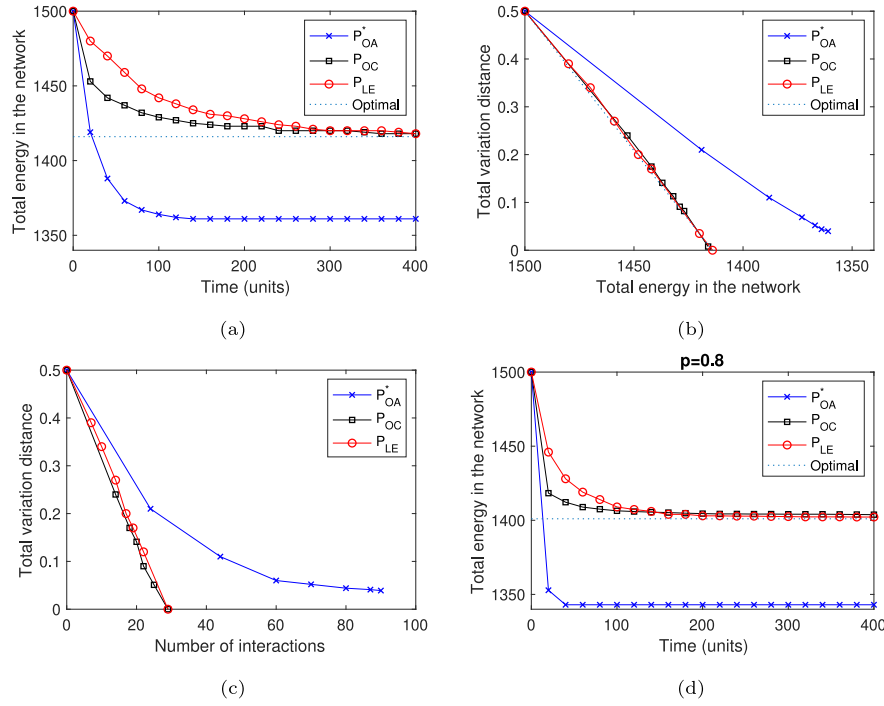 1500
1450
1400
1350
Total energy in the network
0
100
200
300
400
Time (units)
P*OA
POC
PLE
Optimal
(a)
0.5
0.4
0.3
0.2
0.1
0
Total variation distance
1500
1450
1400
1350
Total energy in the network
P*OA
POC
PLE
Optimal
(b)
0.5
0.4
0.3
0.2
0.1
0
Total variation distance
0
20
40
60
80
100
Number of interactions
P*OA
POC
PLE
(c)
p=0.8
1500
1450
1400
1350
Total energy in the network
0
100
200
300
400
Time (units)
P*OA
POC
PLE
Optimal
(d)